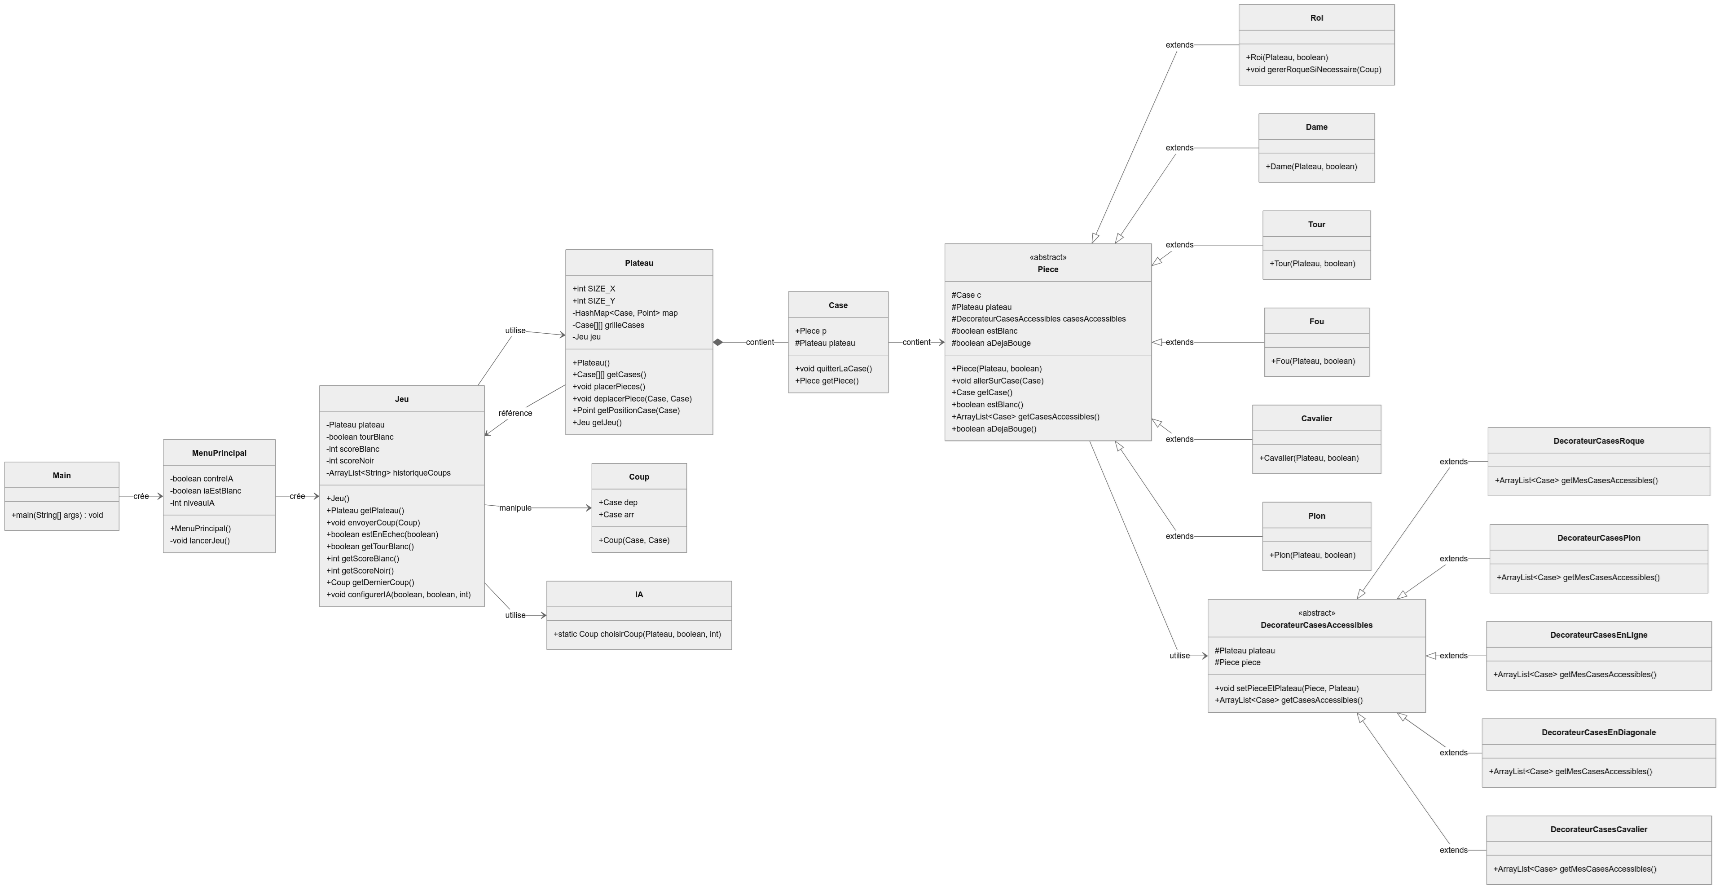 Main
+main(String[] args) : void
crée
MenuPrincipal
-boolean contreIA
-boolean iaEstBlanc
-int niveauIA
+MenuPrincipal()
-void lancerJeu()
crée
Jeu
-Plateau plateau
-boolean tourBlanc
-int scoreBlanc
-int scoreNoir
-ArrayList<String> historiqueCoups
+Jeu()
+Plateau getPlateau()
+void envoyerCoup(Coup)
+boolean estEnEchec(boolean)
+boolean getTourBlanc()
+int getScoreBlanc()
+int getScoreNoir()
+Coup getDernierCoup()
+void configurerIA(boolean, boolean, int)
utilise
référence
manipule
utilise
Plateau
+int SIZE_X
+int SIZE_Y
-HashMap<Case, Point> map
-Case[][] grilleCases
-Jeu jeu
+Plateau()
+Case[][] getCases()
+void placerPieces()
+void deplacerPiece(Case, Case)
+Point getPositionCase(Case)
+Jeu getJeu()
Coup
+Case dep
+Case arr
+Coup(Case, Case)
IA
+static Coup choisirCoup(Plateau, boolean, int)
contient
Case
+Piece p
#Plateau plateau
+void quitterLaCase()
+Piece getPiece()
contient
«abstract»
Piece
#Case c
#Plateau plateau
#DecorateurCasesAccessibles casesAccessibles
#boolean estBlanc
#boolean aDejaBouge
+Piece(Plateau, boolean)
+void allerSurCase(Case)
+Case getCase()
+boolean estBlanc()
+ArrayList<Case> getCasesAccessibles()
+boolean aDejaBouge()
extends
Roi
+Roi(Plateau, boolean)
+void gererRoqueSiNecessaire(Coup)
extends
Dame
+Dame(Plateau, boolean)
extends
Tour
+Tour(Plateau, boolean)
extends
Fou
+Fou(Plateau, boolean)
extends
Cavalier
+Cavalier(Plateau, boolean)
extends
Pion
+Pion(Plateau, boolean)
utilise
«abstract»
DecorateurCasesAccessibles
#Plateau plateau
#Piece piece
+void setPieceEtPlateau(Piece, Plateau)
+ArrayList<Case> getCasesAccessibles()
extends
DecorateurCasesRoque
+ArrayList<Case> getMesCasesAccessibles()
extends
DecorateurCasesPion
+ArrayList<Case> getMesCasesAccessibles()
extends
DecorateurCasesEnLigne
+ArrayList<Case> getMesCasesAccessibles()
extends
DecorateurCasesEnDiagonale
+ArrayList<Case> getMesCasesAccessibles()
extends
DecorateurCasesCavalier
+ArrayList<Case> getMesCasesAccessibles()